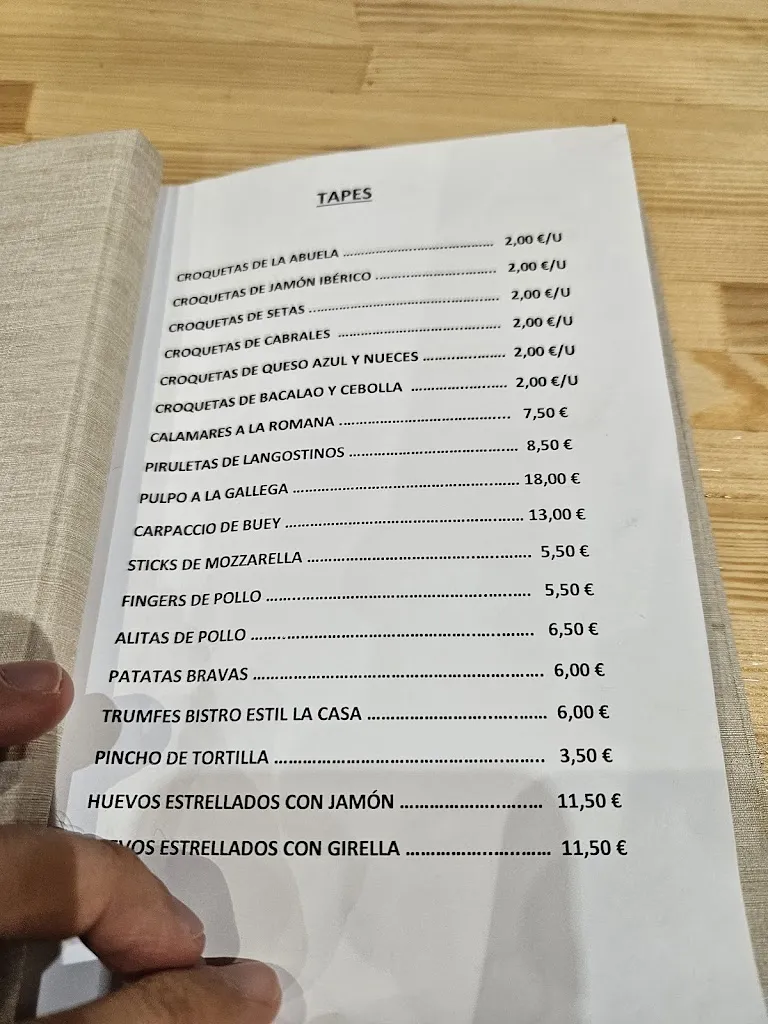 TAPES
CROQUETAS DE LA ABUELA ........................................ 2,00 €/U
CROQUETAS DE JAMÓN IBÉRICO ................................ 2,00 €/U
CROQUETAS DE SETAS ................................................ 2,00 €/U
CROQUETAS DE CABRALES ......................................... 2,00 €/U
CROQUETAS DE QUESO AZUL Y NUECES ..................... 2,00 €/U
CROQUETAS DE BACALAO Y CEBOLLA ........................ 2,00 €/U
CALAMARES A LA ROMANA ........................................... 7,50 €
PIRULETAS DE LANGOSTINOS ......................................... 8,50 €
PULPO A LA GALLEGA ...................................................... 18,00 €
CARPACCIO DE BUEY ........................................................ 13,00 €
STICKS DE MOZZARELLA .................................................. 5,50 €
FINGERS DE POLLO ........................................................... 5,50 €
ALITAS DE POLLO ............................................................... 6,50 €
PATATAS BRAVAS ............................................................... 6,00 €
TRUMFES BISTRO ESTIL LA CASA ...................................... 6,00 €
PINCHO DE TORTILLA ........................................................ 3,50 €
HUEVOS ESTRELLADOS CON JAMÓN .............................. 11,50 €
EVOS ESTRELLADOS CON GIRELLA .............................. 11,50 €